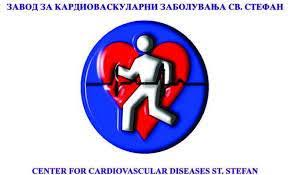 ЗАВОД ЗА КАРДИОВАСКУЛАРНИ ЗАБОЛУВАЊА СВ. СТЕФАН
CENTER FOR CARDIOVASCULAR DISEASES ST. STEFAN